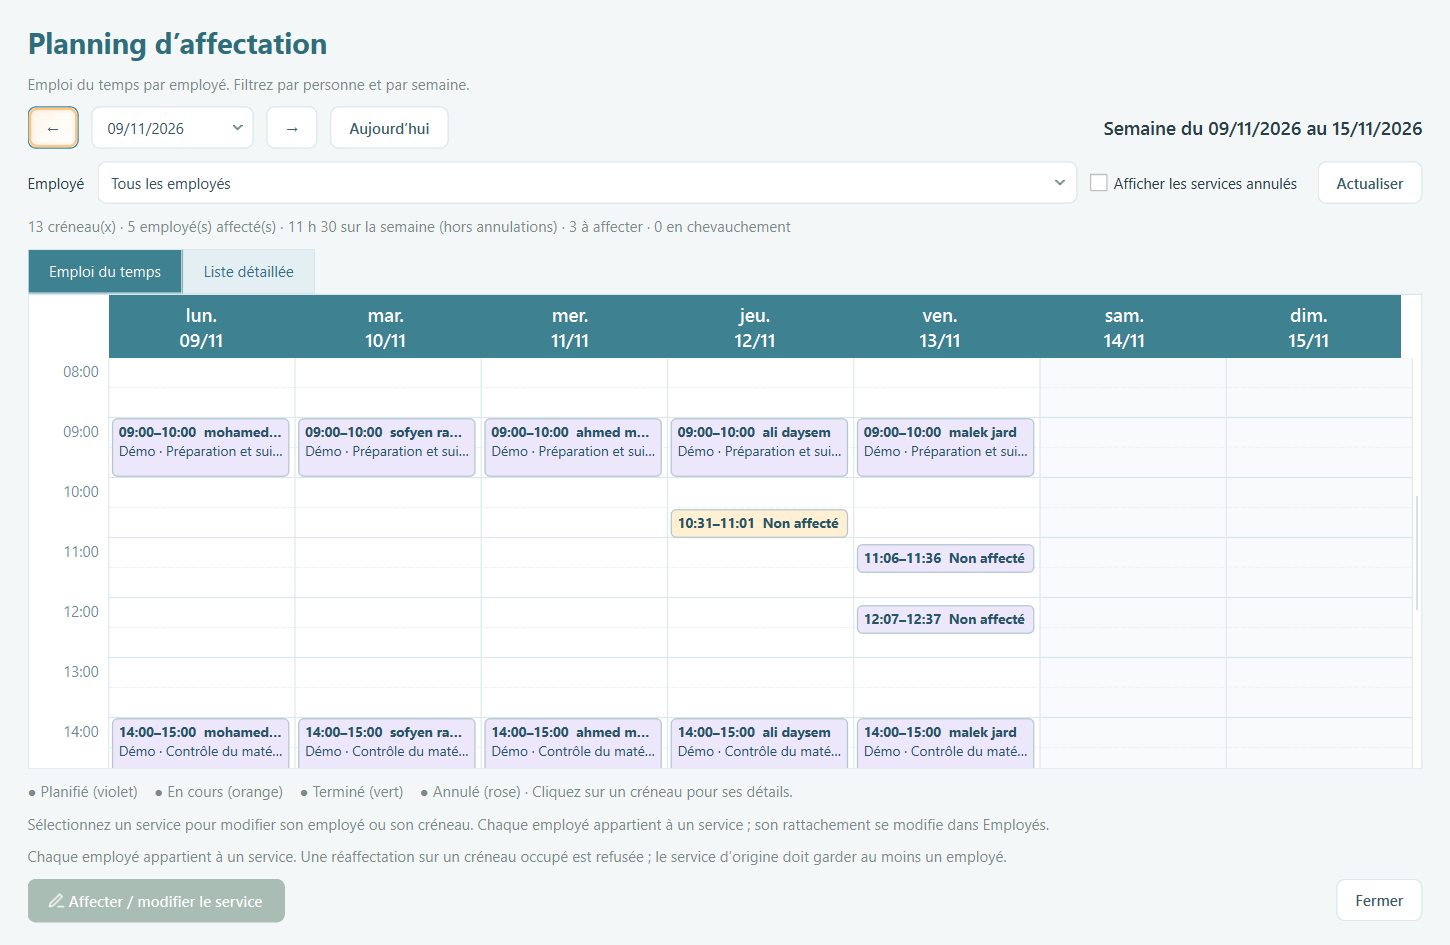 Planning d’affectation
Emploi du temps par employé. Filtrez par personne et par semaine.
← 09/11/2026 → Aujourd’hui Semaine du 09/11/2026 au 15/11/2026
Employé Tous les employés Afficher les services annulés Actualiser
13 créneau(x) · 5 employé(s) affecté(s) · 11 h 30 sur la semaine (hors annulations) · 3 à affecter · 0 en chevauchement
Emploi du temps Liste détaillée
lun. mar. mer. jeu. ven. sam. dim.
09/11 10/11 11/11 12/11 13/11 14/11 15/11
08:00
09:00 09:00–10:00 mohamed... 09:00–10:00 sofyen ra... 09:00–10:00 ahmed m... 09:00–10:00 ali daysem 09:00–10:00 malek jard
Démo · Préparation et sui... Démo · Préparation et sui... Démo · Préparation et sui... Démo · Préparation et sui... Démo · Préparation et sui...
10:00
10:31–11:01 Non affecté
11:00
11:06–11:36 Non affecté
12:00
12:07–12:37 Non affecté
13:00
14:00 14:00–15:00 mohamed... 14:00–15:00 sofyen ra... 14:00–15:00 ahmed m... 14:00–15:00 ali daysem 14:00–15:00 malek jard
Démo · Contrôle du maté... Démo · Contrôle du maté... Démo · Contrôle du maté... Démo · Contrôle du maté... Démo · Contrôle du maté...
● Planifié (violet) ● En cours (orange) ● Terminé (vert) ● Annulé (rose) · Cliquez sur un créneau pour ses détails.
Sélectionnez un service pour modifier son employé ou son créneau. Chaque employé appartient à un service ; son rattachement se modifie dans Employés.
Chaque employé appartient à un service. Une réaffectation sur un créneau occupé est refusée ; le service d’origine doit garder au moins un employé.
Affecter / modifier le service Fermer